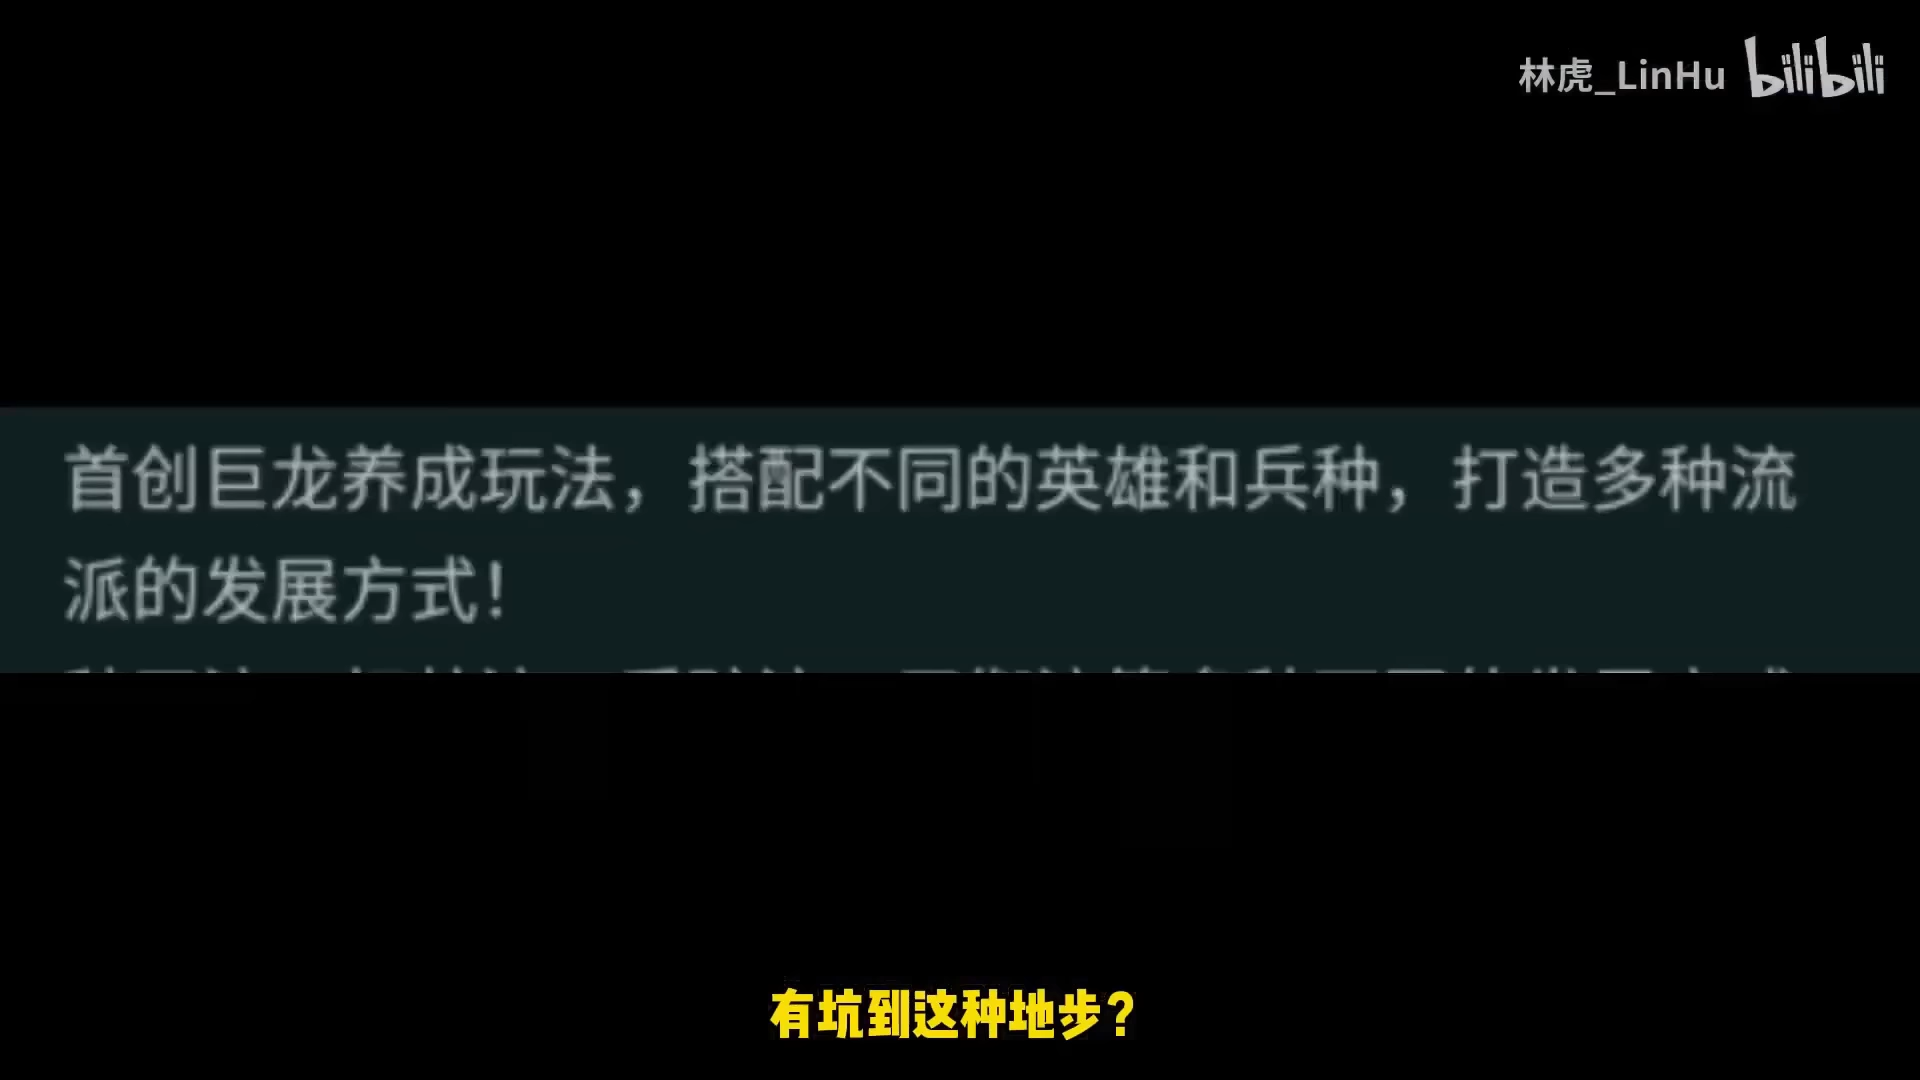 林虎_LinHu bilibili
首创巨龙养成玩法，搭配不同的英雄和兵种，打造多种流
派的发展方式！
有坑到这种地步？